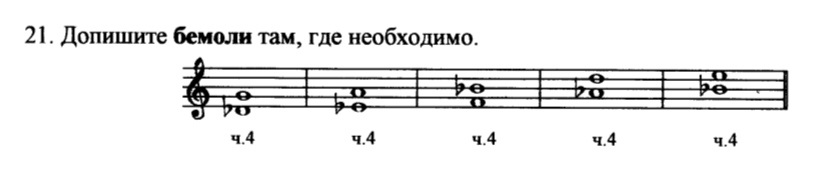 21. Допишите бемоли там, где необходимо.
ч.4 ч.4 ч.4 ч.4 ч.4